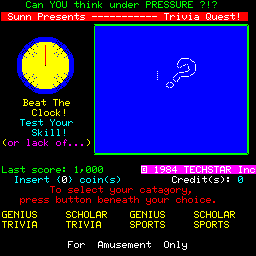 Can YOU think under PRESSURE ?!?
Sunn Presents ----------- Trivia Quest!
?
Beat The
Clock!
Test Your
Skill!
(or lack of...)
Last score: 1,000
© 1984 TECHSTAR Inc
Insert (0) coin(s)
Credit(s): 0
To select your catagory,
press button beneath your choice.
GENIUS SCHOLAR GENIUS SCHOLAR
TRIVIA TRIVIA SPORTS SPORTS
For Amusement Only